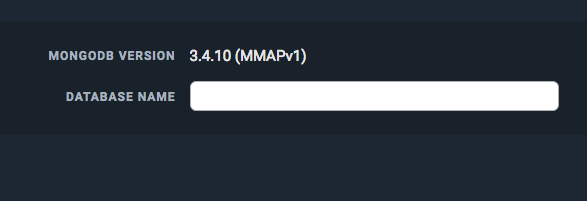 MONGODB VERSION 3.4.10 (MMAPv1)
DATABASE NAME